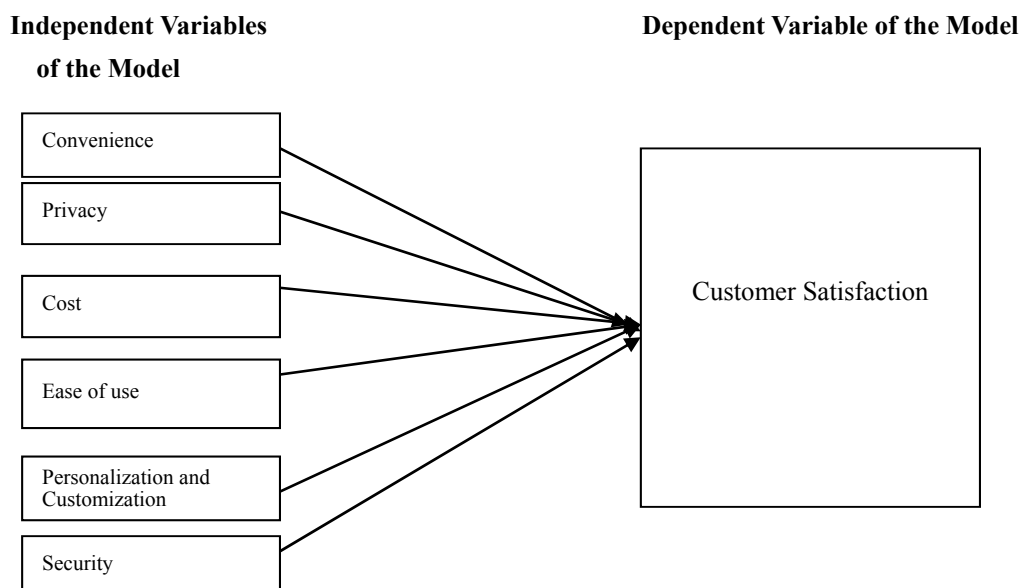 Independent Variables
of the Model
Dependent Variable of the Model
Convenience
Privacy
Cost
Ease of use
Personalization and
Customization
Security
Customer Satisfaction